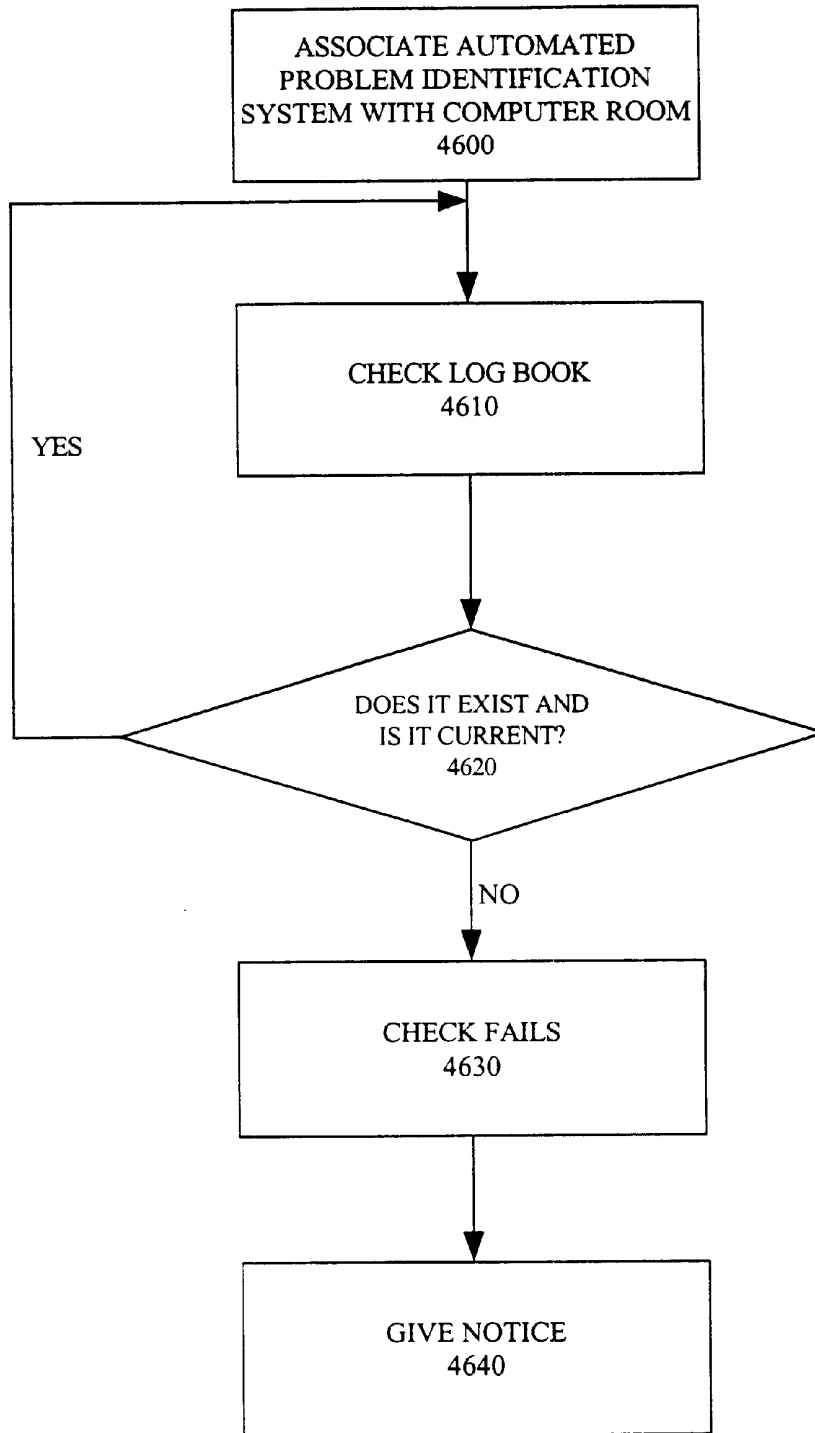 ASSOCIATE AUTOMATED
PROBLEM IDENTIFICATION
SYSTEM WITH COMPUTER ROOM
4600
CHECK LOG BOOK
4610
YES
DOES IT EXIST AND
IS IT CURRENT?
4620
NO
CHECK FAILS
4630
GIVE NOTICE
4640